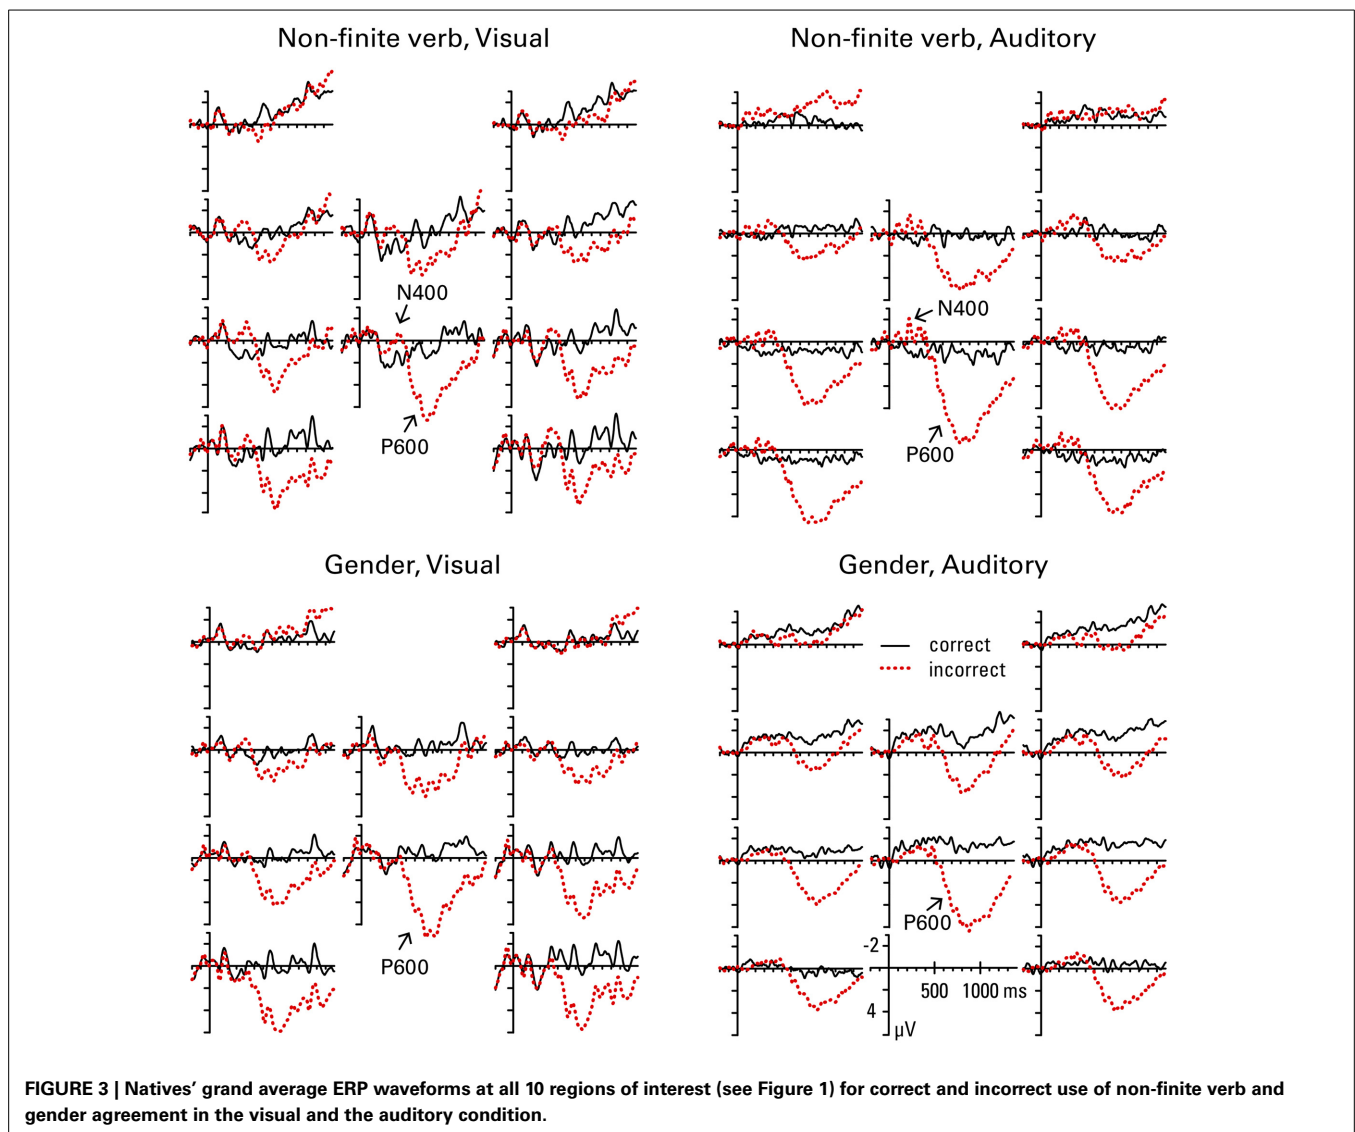 Non-finite verb, Visual
Non-finite verb, Auditory
N400
P600
N400
P600
Gender, Visual
Gender, Auditory
correct
incorrect
P600
P600
-2
500 1000 ms
4
µV
FIGURE 3 | Natives' grand average ERP waveforms at all 10 regions of interest (see Figure 1) for correct and incorrect use of non-finite verb and
gender agreement in the visual and the auditory condition.